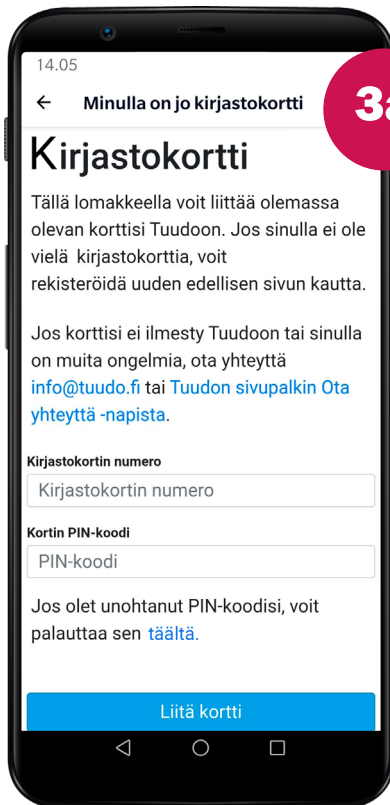 14.05
Minulla on jo kirjastokortti
3a
Kirjastokortti
Tällä lomakkeella voit liittää olemassa
olevan korttisi Tuudoon. Jos sinulla ei ole
vielä kirjastokorttia, voit
rekisteröidä uuden edellisen sivun kautta.
Jos korttisi ei ilmesty Tuudoon tai sinulla
on muita ongelmia, ota yhteyttä
info@tuudo.fi tai Tuudon sivupalkin Ota
yhteyttä -napista.
Kirjastokortin numero
Kirjastokortin numero
Kortin PIN-koodi
PIN-koodi
Jos olet unohtanut PIN-koodisi, voit
palauttaa sen täältä.
Liitä kortti